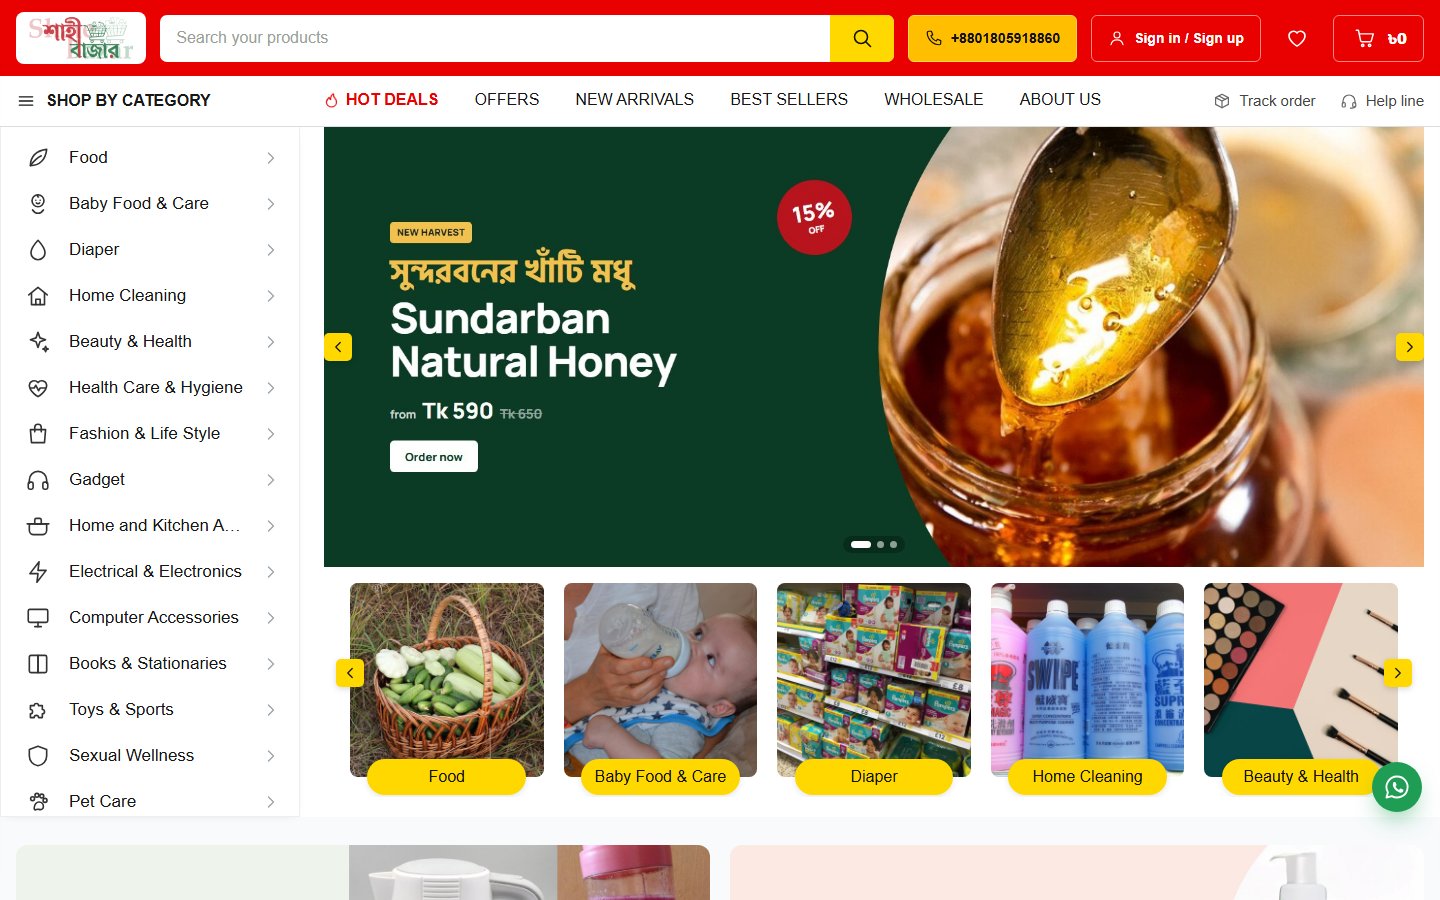 শাহী
বাজার
Search your products
+8801805918860
Sign in / Sign up
৳0
SHOP BY CATEGORY
HOT DEALS
OFFERS
NEW ARRIVALS
BEST SELLERS
WHOLESALE
ABOUT US
Track order
Help line
Food
Baby Food & Care
Diaper
Home Cleaning
Beauty & Health
Health Care & Hygiene
Fashion & Life Style
Gadget
Home and Kitchen A...
Electrical & Electronics
Computer Accessories
Books & Stationaries
Toys & Sports
Sexual Wellness
Pet Care
NEW HARVEST
15%
OFF
সুন্দরবনের খাঁটি মধু
Sundarban
Natural Honey
from Tk 590 Tk 650
Order now
SWIPE
Food
Baby Food & Care
Diaper
Home Cleaning
Beauty & Health